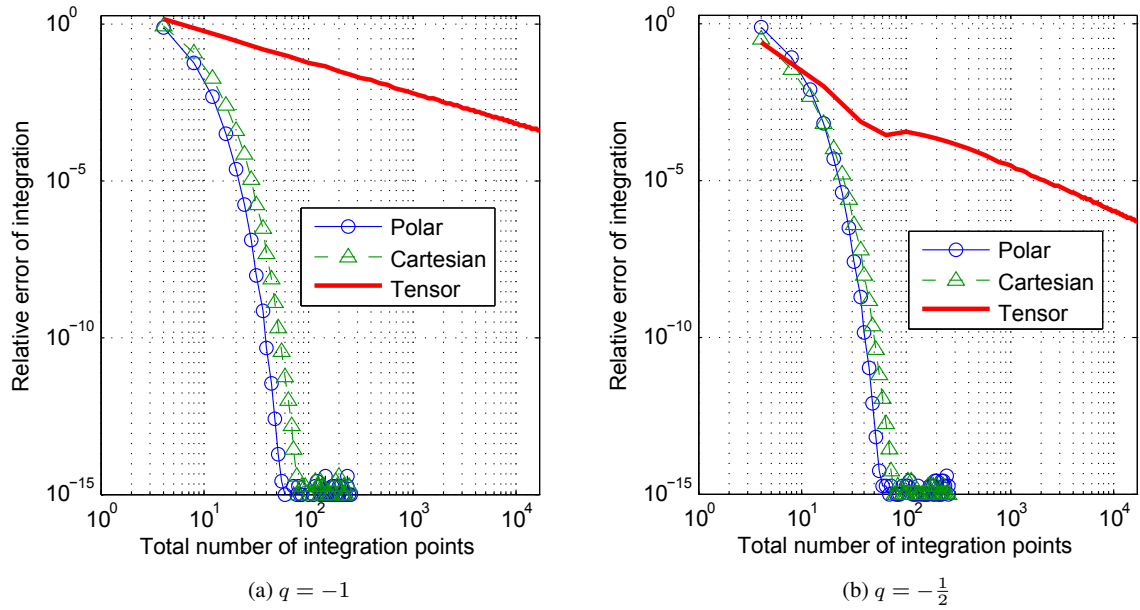 Relative error of integration
10^0
10^-5
10^-10
10^-15
Polar
Cartesian
Tensor
10^0
10^1
10^2
10^3
10^4
Total number of integration points
(a) q = −1
Relative error of integration
10^0
10^-5
10^-10
10^-15
Polar
Cartesian
Tensor
10^0
10^1
10^2
10^3
10^4
Total number of integration points
(b) q = −1/2